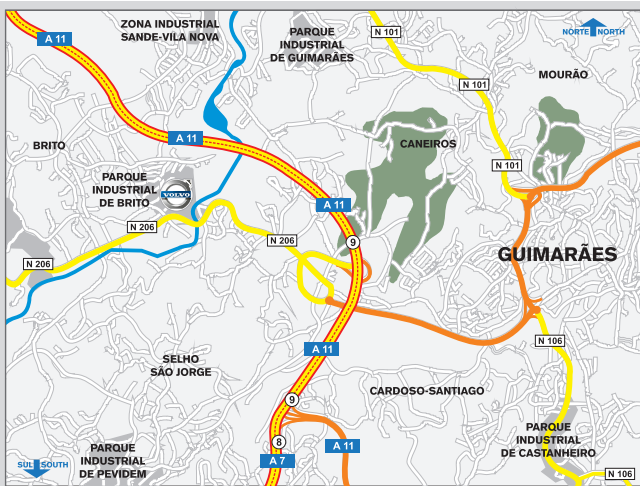 ZONA INDUSTRIAL
SANDE-VILA NOVA
PARQUE
INDUSTRIAL
DE GUIMARÃES
N 101
NORTE NORTH
A 11
N 101
MOURÃO
A 11
BRITO
CANEIROS
N 101
PARQUE
INDUSTRIAL
DE BRITO
VOLVO
A 11
N 206
N 206
9
GUIMARÃES
N 206
N 106
A 11
SELHO
SÃO JORGE
CARDOSO-SANTIAGO
9
PARQUE
INDUSTRIAL
DE CASTANHEIRO
8
A 11
PARQUE
INDUSTRIAL
DE PEVIDEM
SUL SOUTH
A 7
N 106